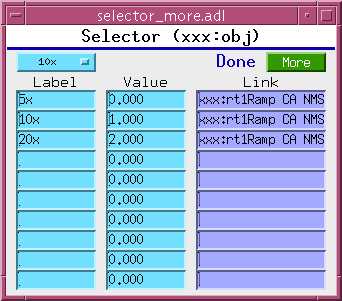 selector_more.adl
Selector (xxx:obj)
10x Done More
Label Value Link
5x 0.000 xxx:rt1Ramp CA NMS
10x 1.000 xxx:rt1Ramp CA NMS
20x 2.000 xxx:rt1Ramp CA NMS
0.000
0.000
0.000
0.000
0.000
0.000
0.000